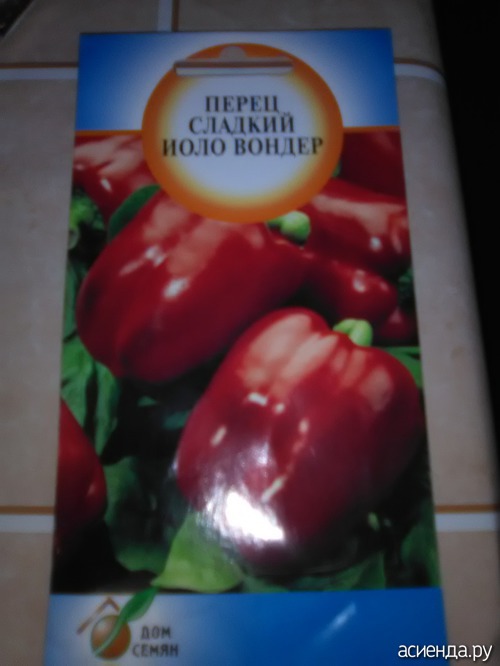 ПЕРЕЦ
СЛАДКИЙ
ИОЛО ВОНДЕР
ДОМ
СЕМЯН
асиенда.ру